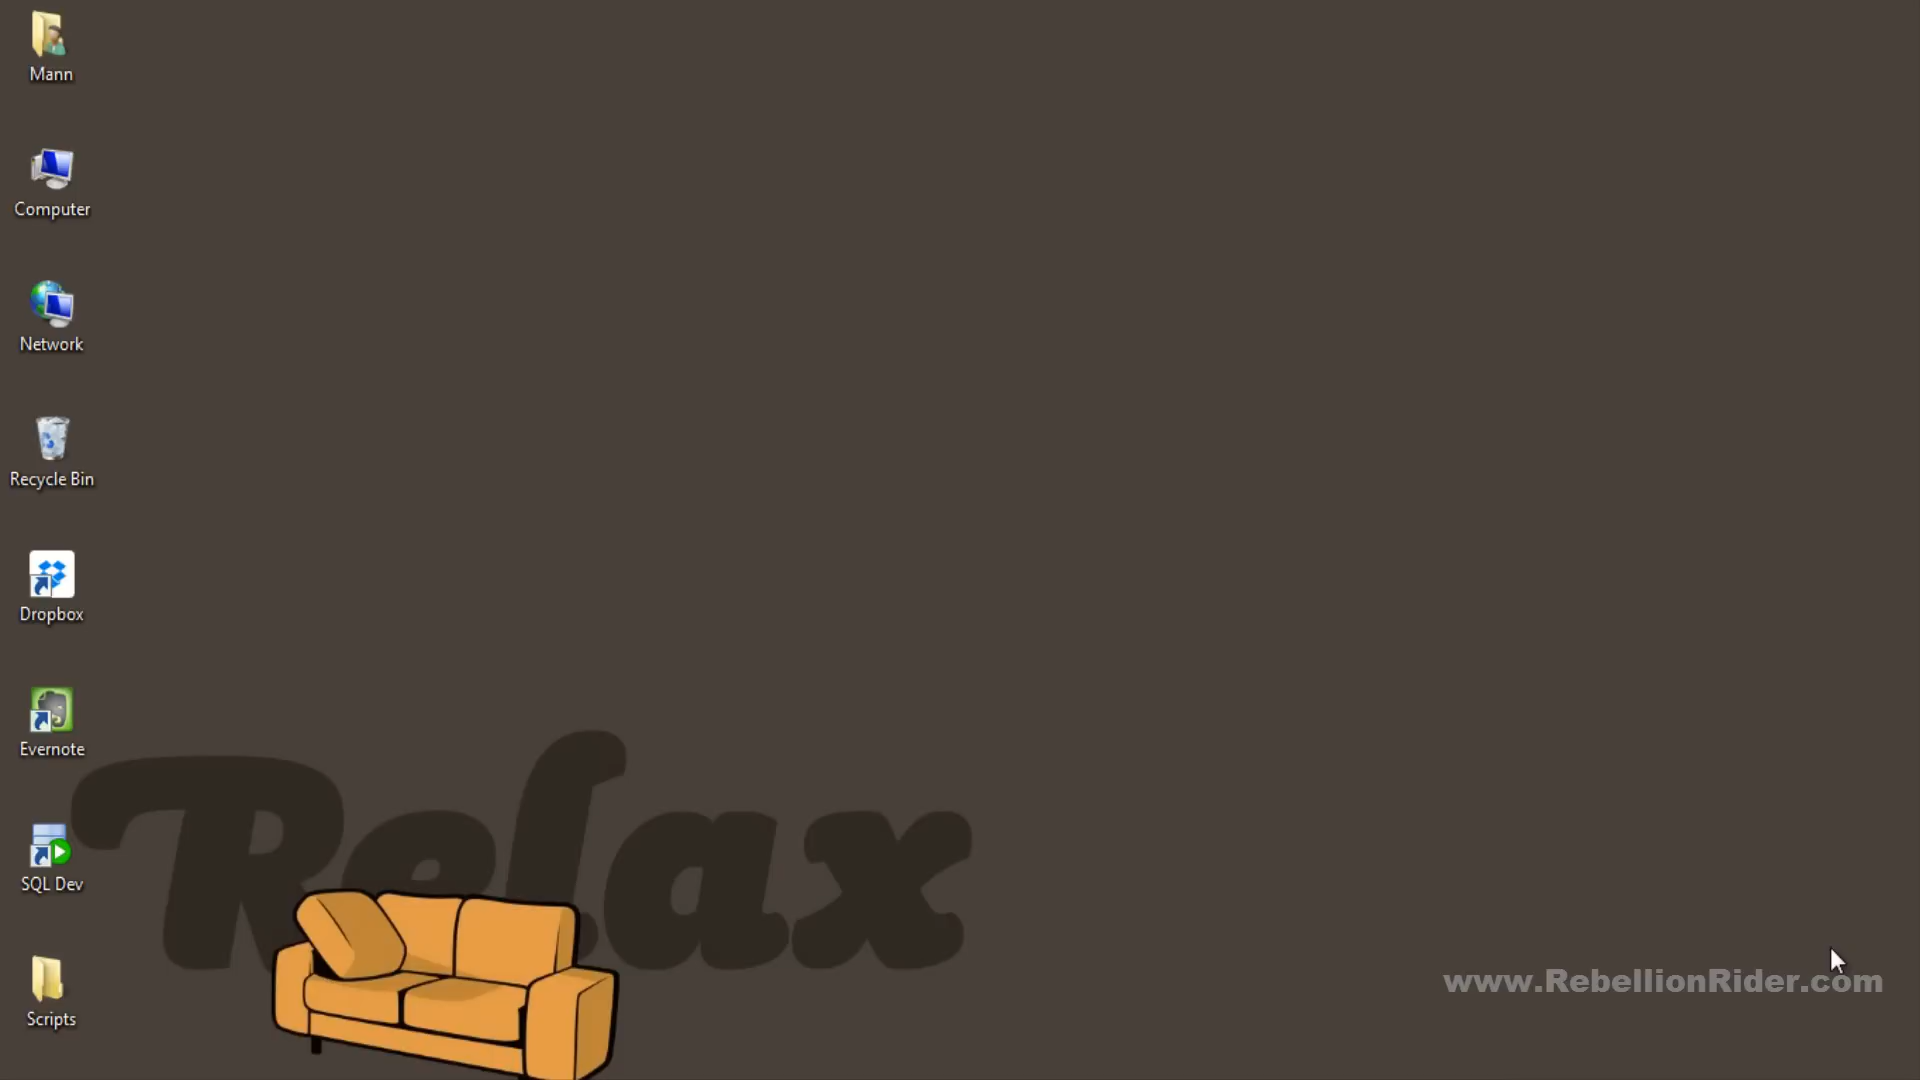 Mann
Computer
Network
Recycle Bin
Dropbox
Evernote
SQL Dev
Scripts
Relax
www.RebellionRider.com